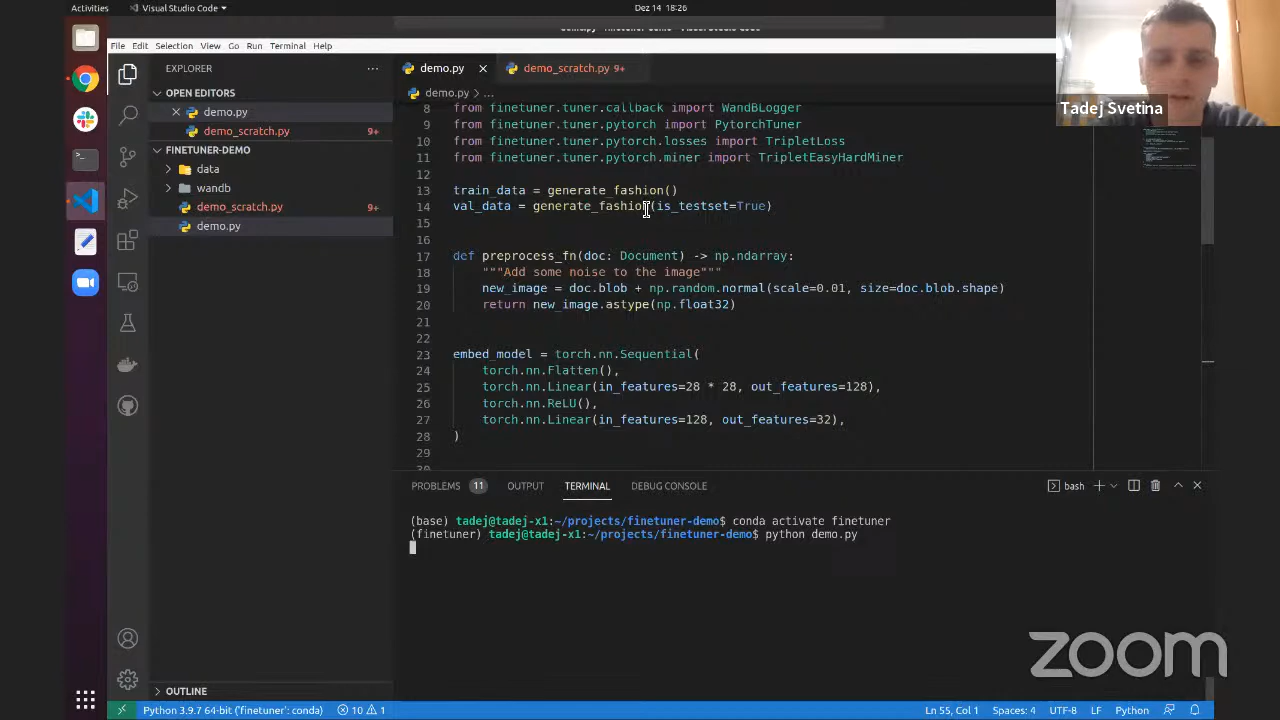 Activities
Visual Studio Code
Dez 14 18:26
File Edit Selection View Go Run Terminal Help
Tadej Svetina
EXPLORER
OPEN EDITORS
demo.py
demo_scratch.py 9+
FINETUNER-DEMO
data
wandb
demo_scratch.py 9+
demo.py
OUTLINE
demo.py
demo_scratch.py 9+
demo.py > ...
8 from finetuner.tuner.callback import WandBLogger
9 from finetuner.tuner.pytorch import PytorchTuner
10 from finetuner.tuner.pytorch.losses import TripletLoss
11 from finetuner.tuner.pytorch.miner import TripletEasyHardMiner
12
13 train_data = generate_fashion()
14 val_data = generate_fashion(is_testset=True)
15
16
17 def preprocess_fn(doc: Document) -> np.ndarray:
18 """Add some noise to the image"""
19 new_image = doc.blob + np.random.normal(scale=0.01, size=doc.blob.shape)
20 return new_image.astype(np.float32)
21
22
23 embed_model = torch.nn.Sequential(
24 torch.nn.Flatten(),
25 torch.nn.Linear(in_features=28 * 28, out_features=128),
26 torch.nn.ReLU(),
27 torch.nn.Linear(in_features=128, out_features=32),
28 )
29
PROBLEMS 11 OUTPUT TERMINAL DEBUG CONSOLE
bash
(base) tadej@tadej-x1:~/projects/finetuner-demo$ conda activate finetuner
(finetuner) tadej@tadej-x1:~/projects/finetuner-demo$ python demo.py
zoom
Python 3.9.7 64-bit ('finetuner': conda) 10 1
Ln 55, Col 1 Spaces: 4 UTF-8 LF Python